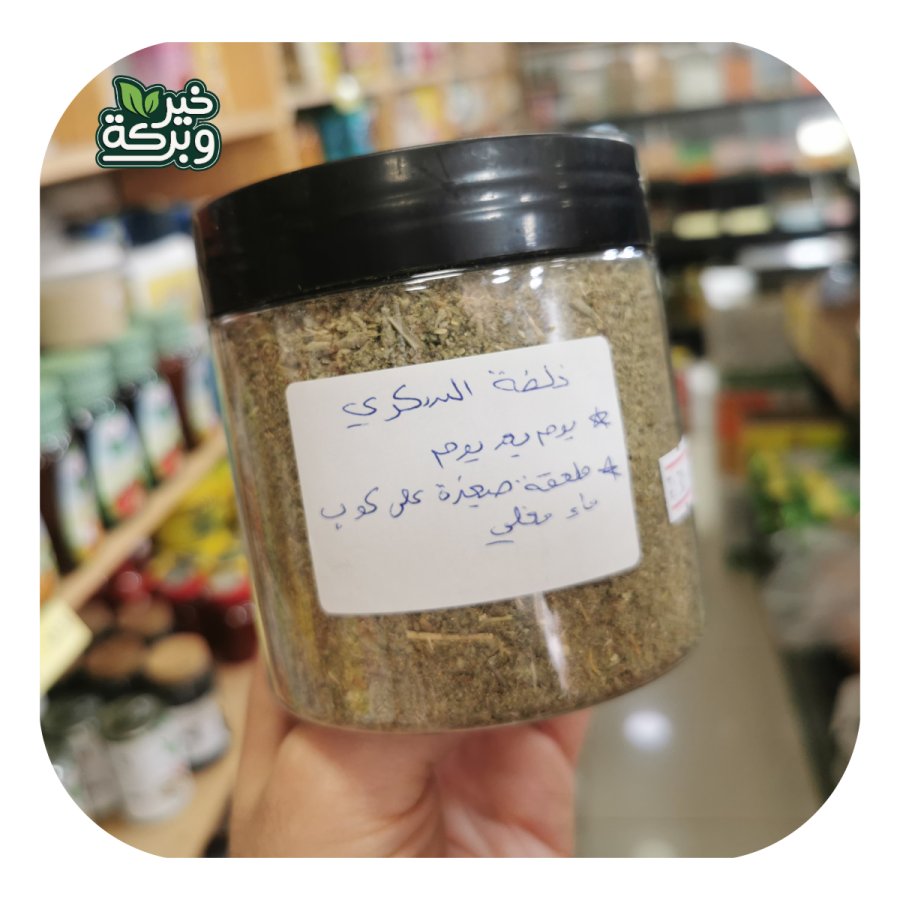 خير
وبركة
خلطة السكري
* يوم بعد يوم
* ملعقة صغيرة على كوب
ماء مغلي